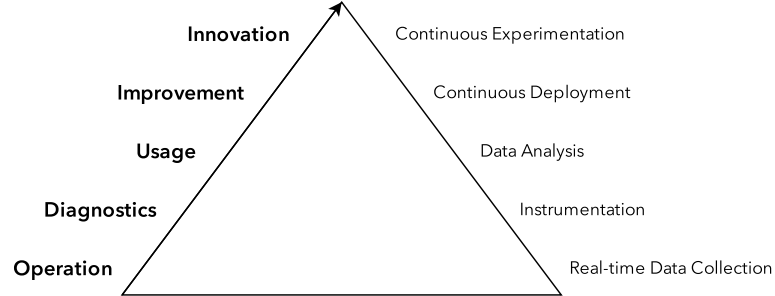 Innovation
Continuous Experimentation
Improvement
Continuous Deployment
Usage
Data Analysis
Diagnostics
Instrumentation
Operation
Real-time Data Collection